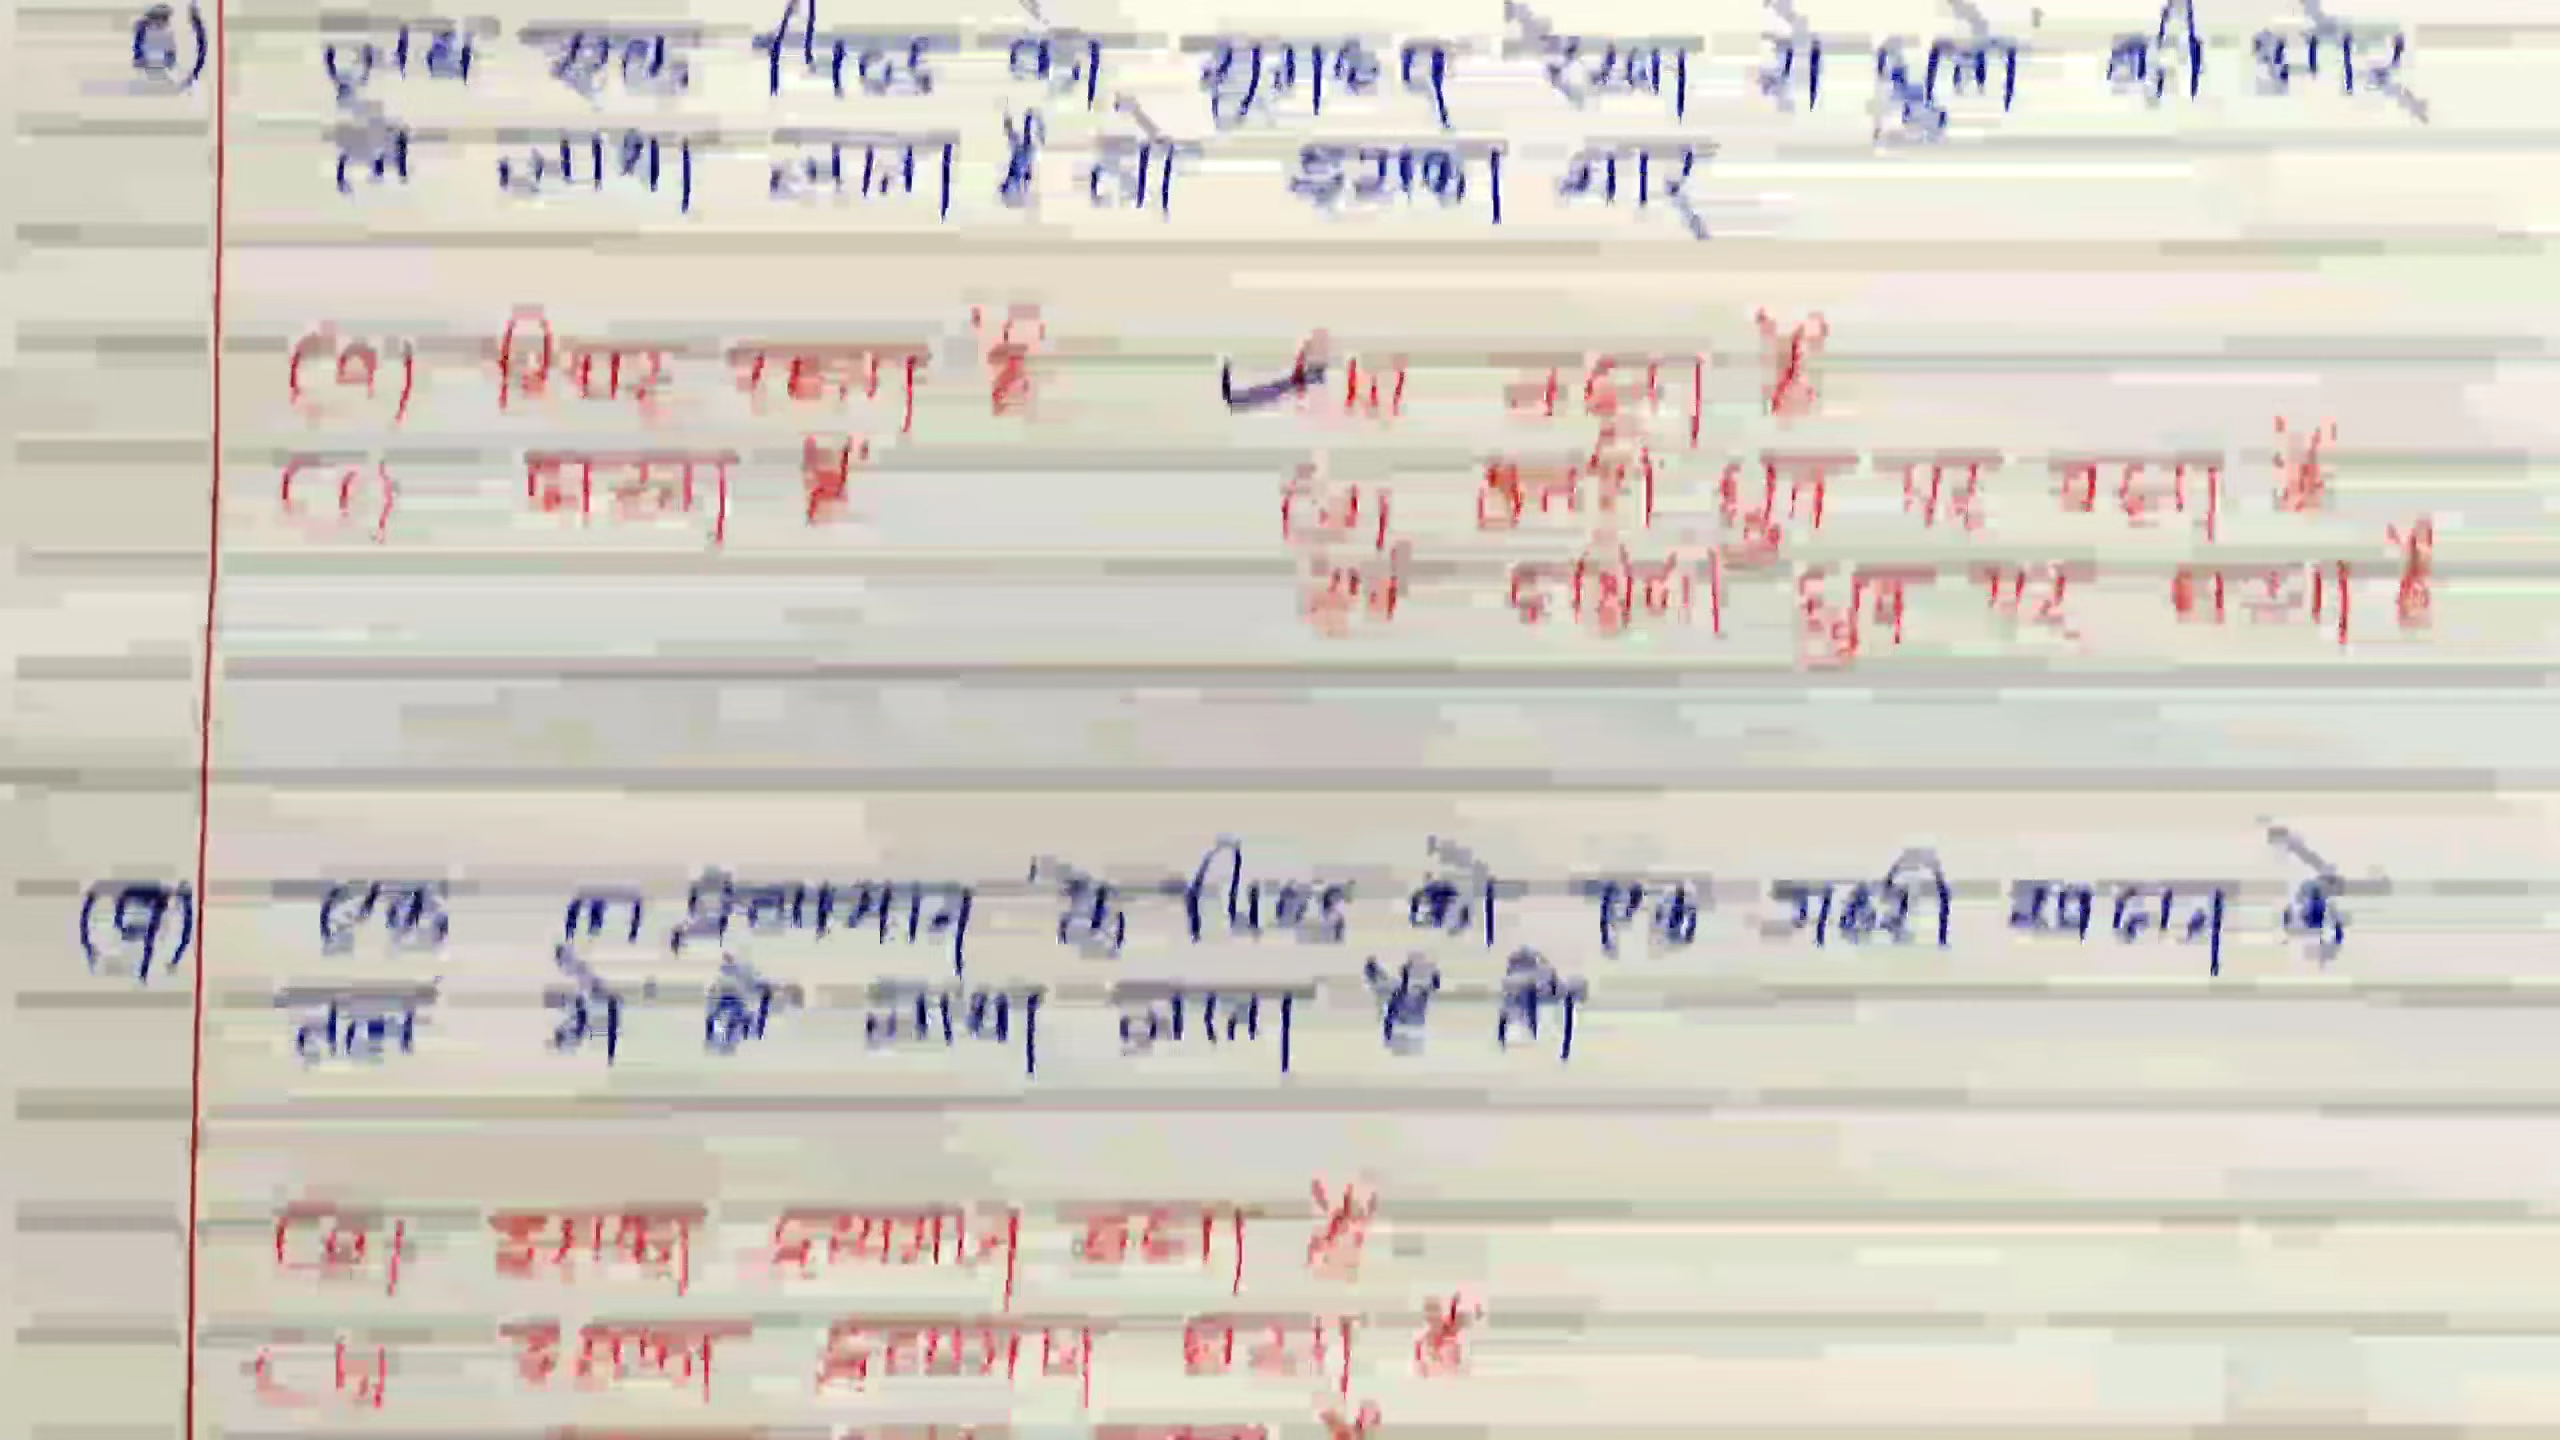 6) जब एक पिण्ड को भूमध्य रेखा से ध्रुवों की ओर
ले जाया जाता है तो इसका भार
(a) स्थिर रहता है (b) बढ़ता है
(c) घटता है (d) उत्तरी ध्रुव पर बढ़ता है
एवं दक्षिणी ध्रुव पर घटता है
(9) एक m द्रव्यमान के पिण्ड को एक गहरी खदान के
तल में ले जाया जाता है तो
(a) इसका द्रव्यमान बढ़ता है
(b) इसका द्रव्यमान घटता है